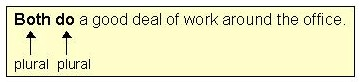 Both do a good deal of work around the office.
plural plural